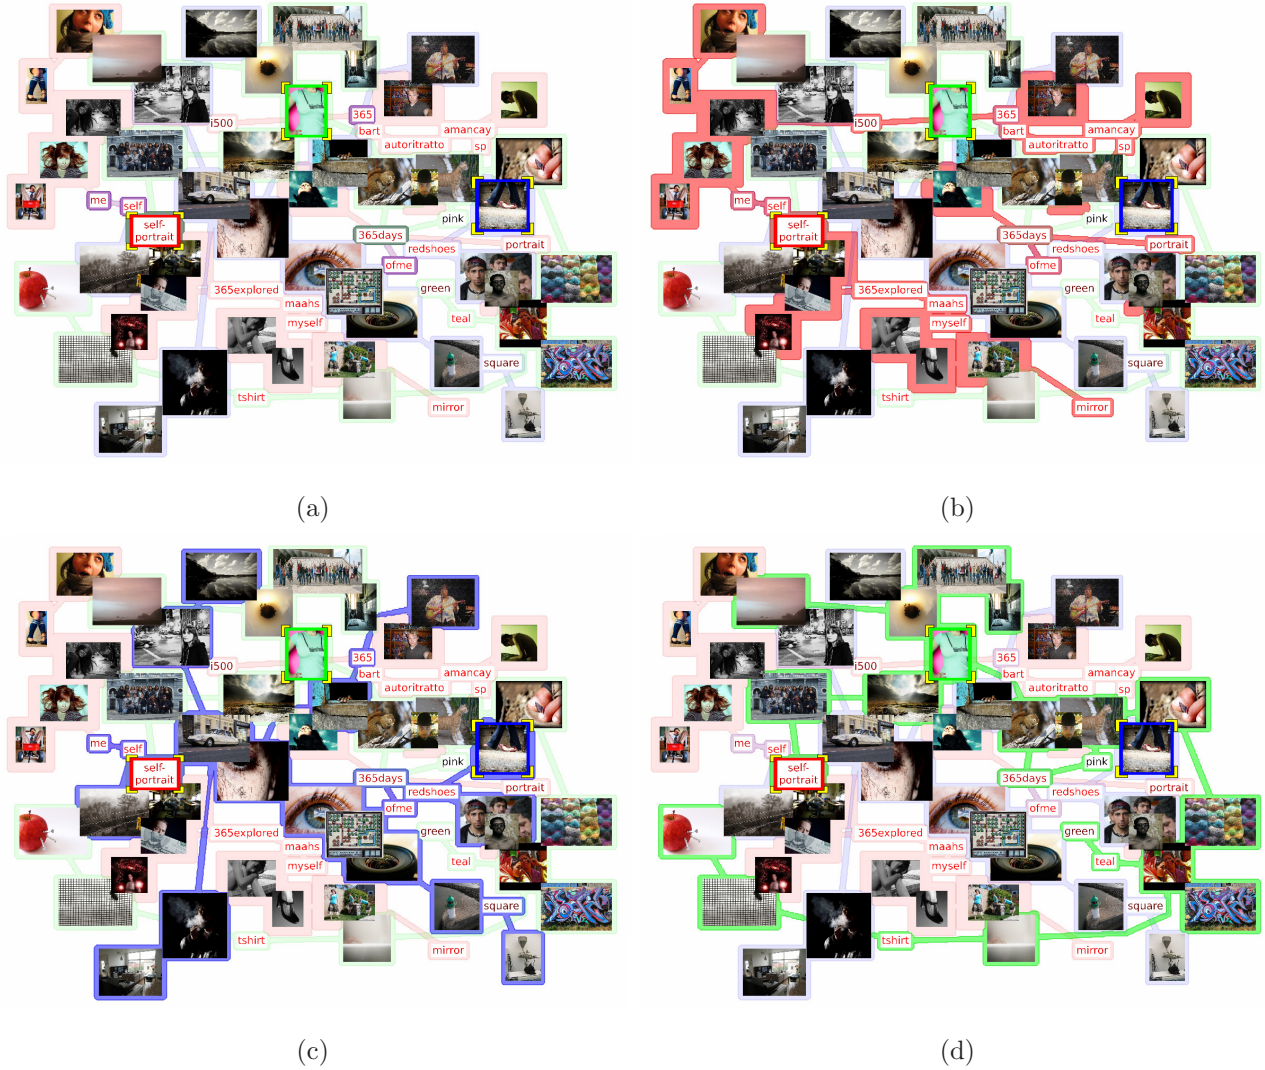 365
i500
bart
amancay
autoritratto
sp
me
self
pink
self-
portrait
365days
redshoes
portrait
ofme
365explored
green
maahs
myself
teal
square
tshirt
mirror
(a)
365
i500
bart
amancay
autoritratto
sp
me
self
pink
self-
portrait
365days
redshoes
portrait
ofme
365explored
green
maahs
myself
teal
square
tshirt
mirror
(b)
365
i500
bart
amancay
autoritratto
sp
me
self
pink
self-
portrait
365days
redshoes
portrait
ofme
365explored
green
maahs
myself
teal
square
tshirt
mirror
(c)
365
i500
bart
amancay
autoritratto
sp
me
self
pink
self-
portrait
365days
redshoes
portrait
ofme
365explored
green
maahs
myself
teal
square
tshirt
mirror
(d)